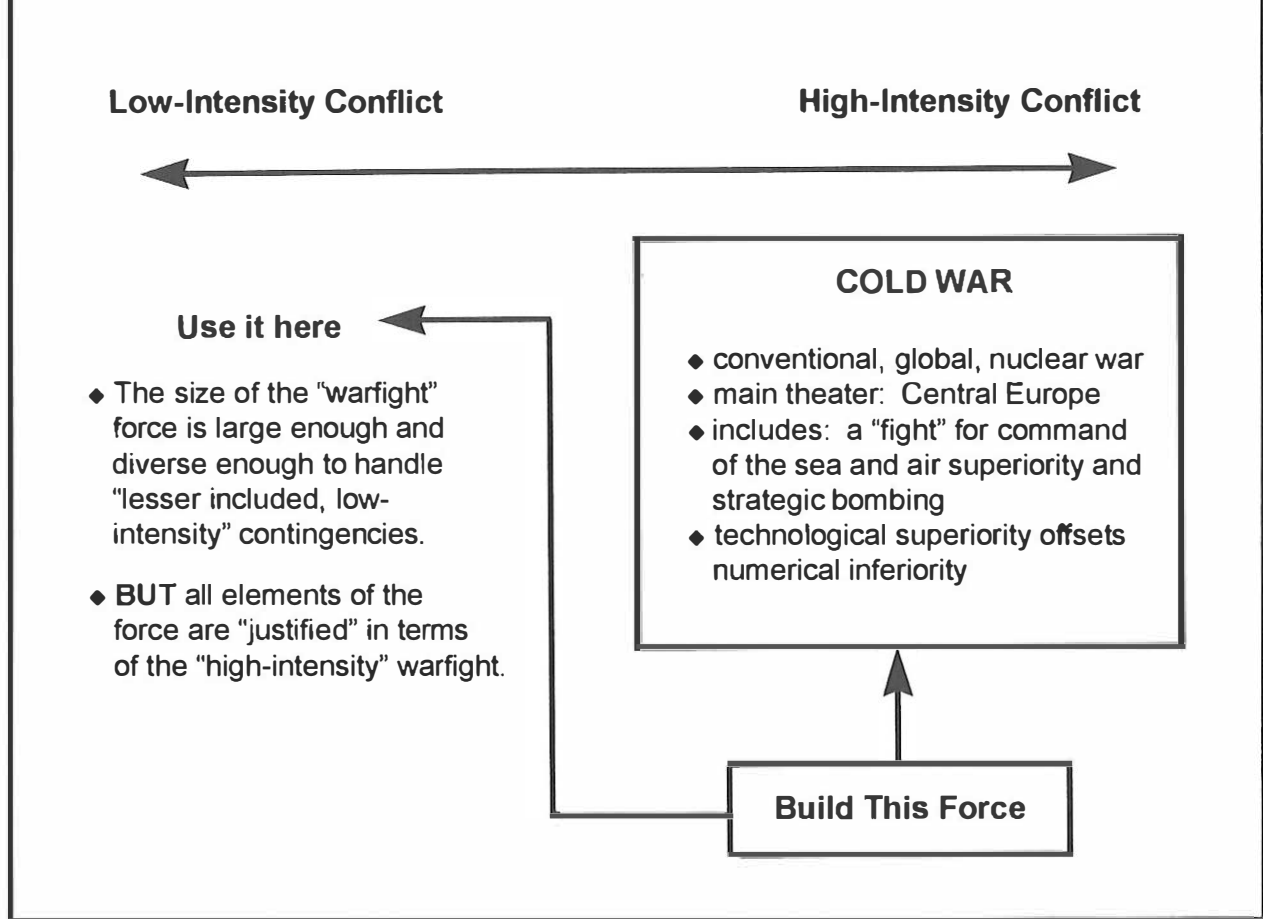 Low-Intensity Conflict
High-Intensity Conflict
Use it here
◆ The size of the "warfight"
force is large enough and
diverse enough to handle
"lesser included, low-
intensity" contingencies.
◆ BUT all elements of the
force are "justified" in terms
of the "high-intensity" warfight.
COLD WAR
◆ conventional, global, nuclear war
◆ main theater: Central Europe
◆ includes: a "fight" for command
of the sea and air superiority and
strategic bombing
◆ technological superiority offsets
numerical inferiority
Build This Force